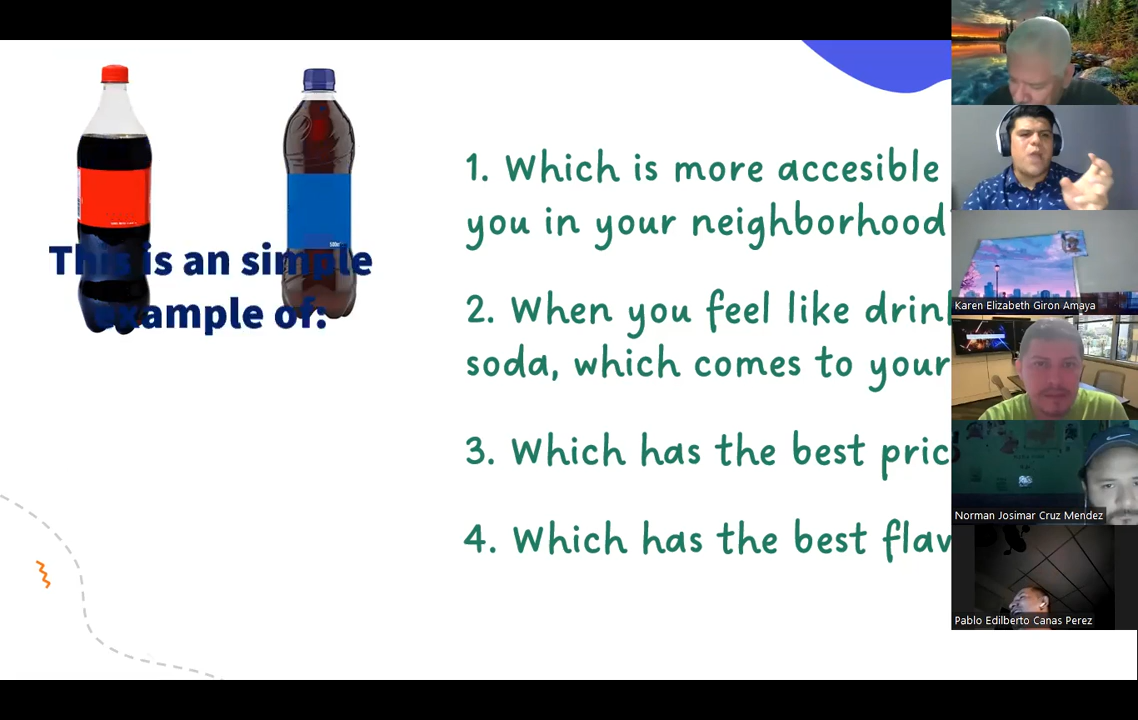 This is an simple
example of:
1. Which is more accesible
you in your neighborhood
2. When you feel like drink
soda, which comes to your
3. Which has the best pric
4. Which has the best flav
Karen Elizabeth Giron Amaya
Norman Josimar Cruz Mendez
Pablo Edilberto Canas Perez